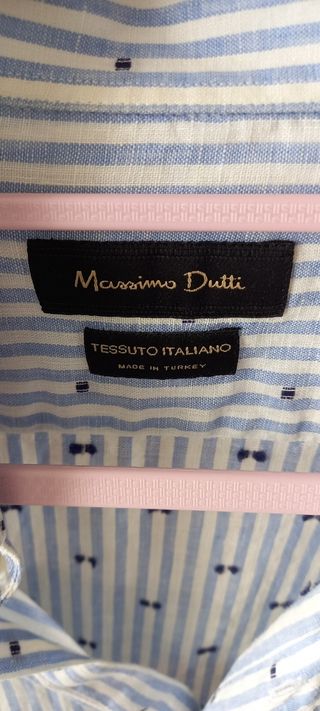 Massimo Dutti
TESSUTO ITALIANO
MADE IN TURKEY